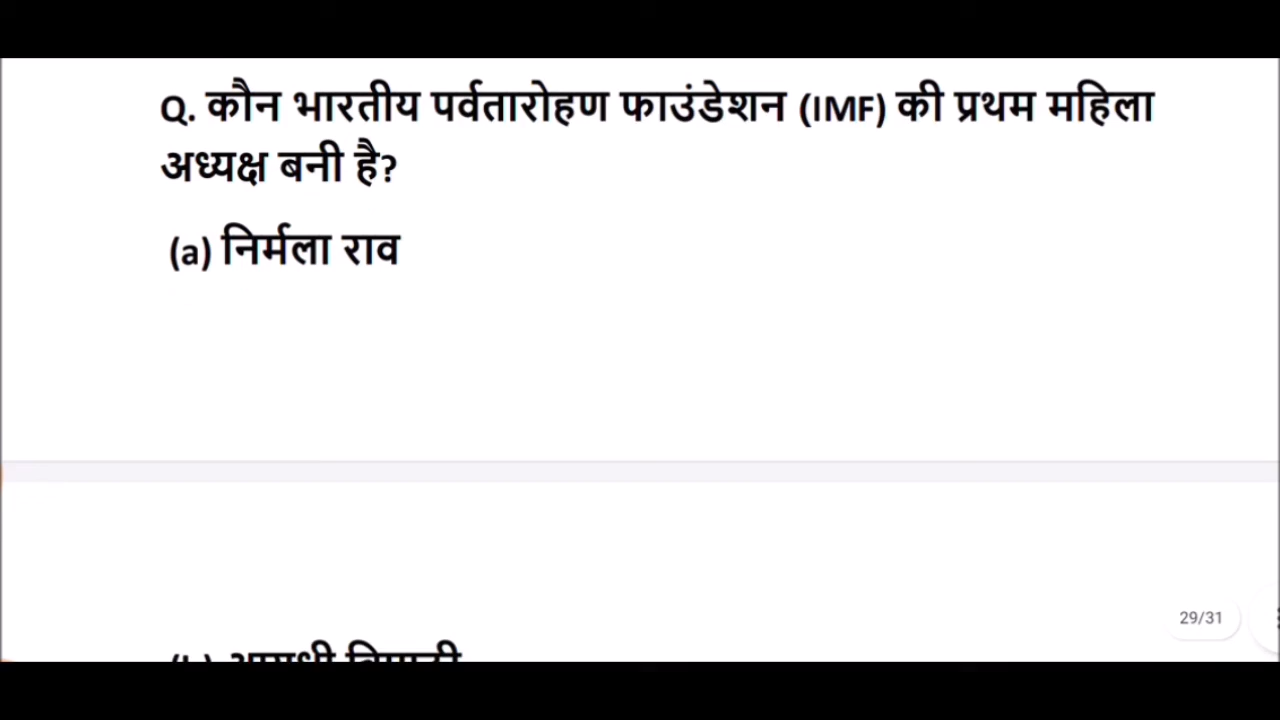 Q. कौन भारतीय पर्वतारोहण फाउंडेशन (IMF) की प्रथम महिला
अध्यक्ष बनी है?
(a) निर्मला राव
29/31